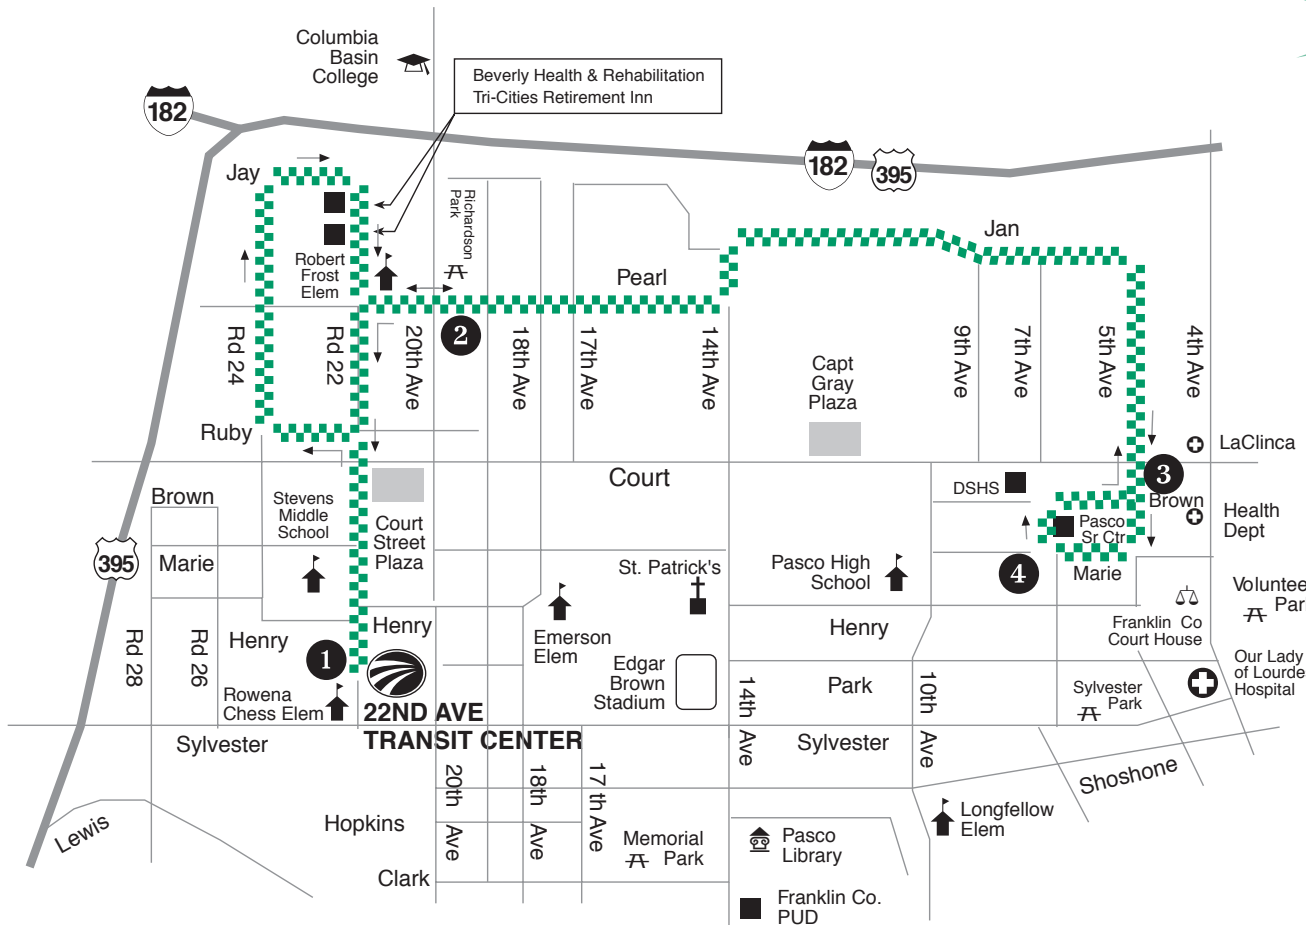 Columbia
Basin
College
Beverly Health & Rehabilitation
Tri-Cities Retirement Inn
182
182
395
Jay
Richardson
Park
Jan
Robert
Frost
Elem
Pearl
Rd 24
Rd 22
20th Ave
2
18th Ave
17th Ave
14th Ave
9th Ave
7th Ave
5th Ave
4th Ave
Capt
Gray
Plaza
Ruby
LaClinca
Court
3
DSHS
Brown
Brown
Stevens
Middle
School
Court
Street
Plaza
Pasco
Sr Ctr
Health
Dept
395
Marie
St. Patrick's
Pasco High
School
4
Marie
Voluntee
Par
Henry
Henry
Emerson
Elem
Henry
Franklin Co
Court House
Rd 28
Rd 26
1
Edgar
Brown
Stadium
Our Lady
of Lourde
Hospital
Rowena
Chess Elem
14th
Ave
Park
10th
Ave
Sylvester
Park
22ND AVE
TRANSIT CENTER
Sylvester
Sylvester
20th
Ave
18th
Ave
17 th Ave
Shoshone
Lewis
Hopkins
Memorial
Park
Pasco
Library
Longfellow
Elem
Clark
Franklin Co.
PUD